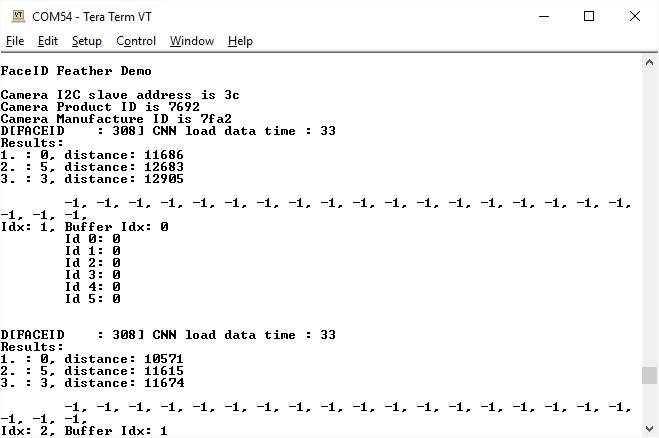 COM54 - Tera Term VT
File Edit Setup Control Window Help
FaceID Feather Demo
Camera I2C slave address is 3c
Camera Product ID is 7692
Camera Manufacture ID is 7fa2
D[FACEID    : 308] CNN load data time : 33
Results:
1. : 0, distance: 11686
2. : 5, distance: 12683
3. : 3, distance: 12905
-1, -1, -1, -1, -1, -1, -1, -1, -1, -1, -1, -1, -1, -1, -1, -1, -1, -1,
-1, -1, -1,
Idx: 1, Buffer Idx: 0
Id 0: 0
Id 1: 0
Id 2: 0
Id 3: 0
Id 4: 0
Id 5: 0
D[FACEID    : 308] CNN load data time : 33
Results:
1. : 0, distance: 10571
2. : 5, distance: 11615
3. : 3, distance: 11674
-1, -1, -1, -1, -1, -1, -1, -1, -1, -1, -1, -1, -1, -1, -1, -1, -1, -1,
-1, -1, -1,
Idx: 2, Buffer Idx: 1